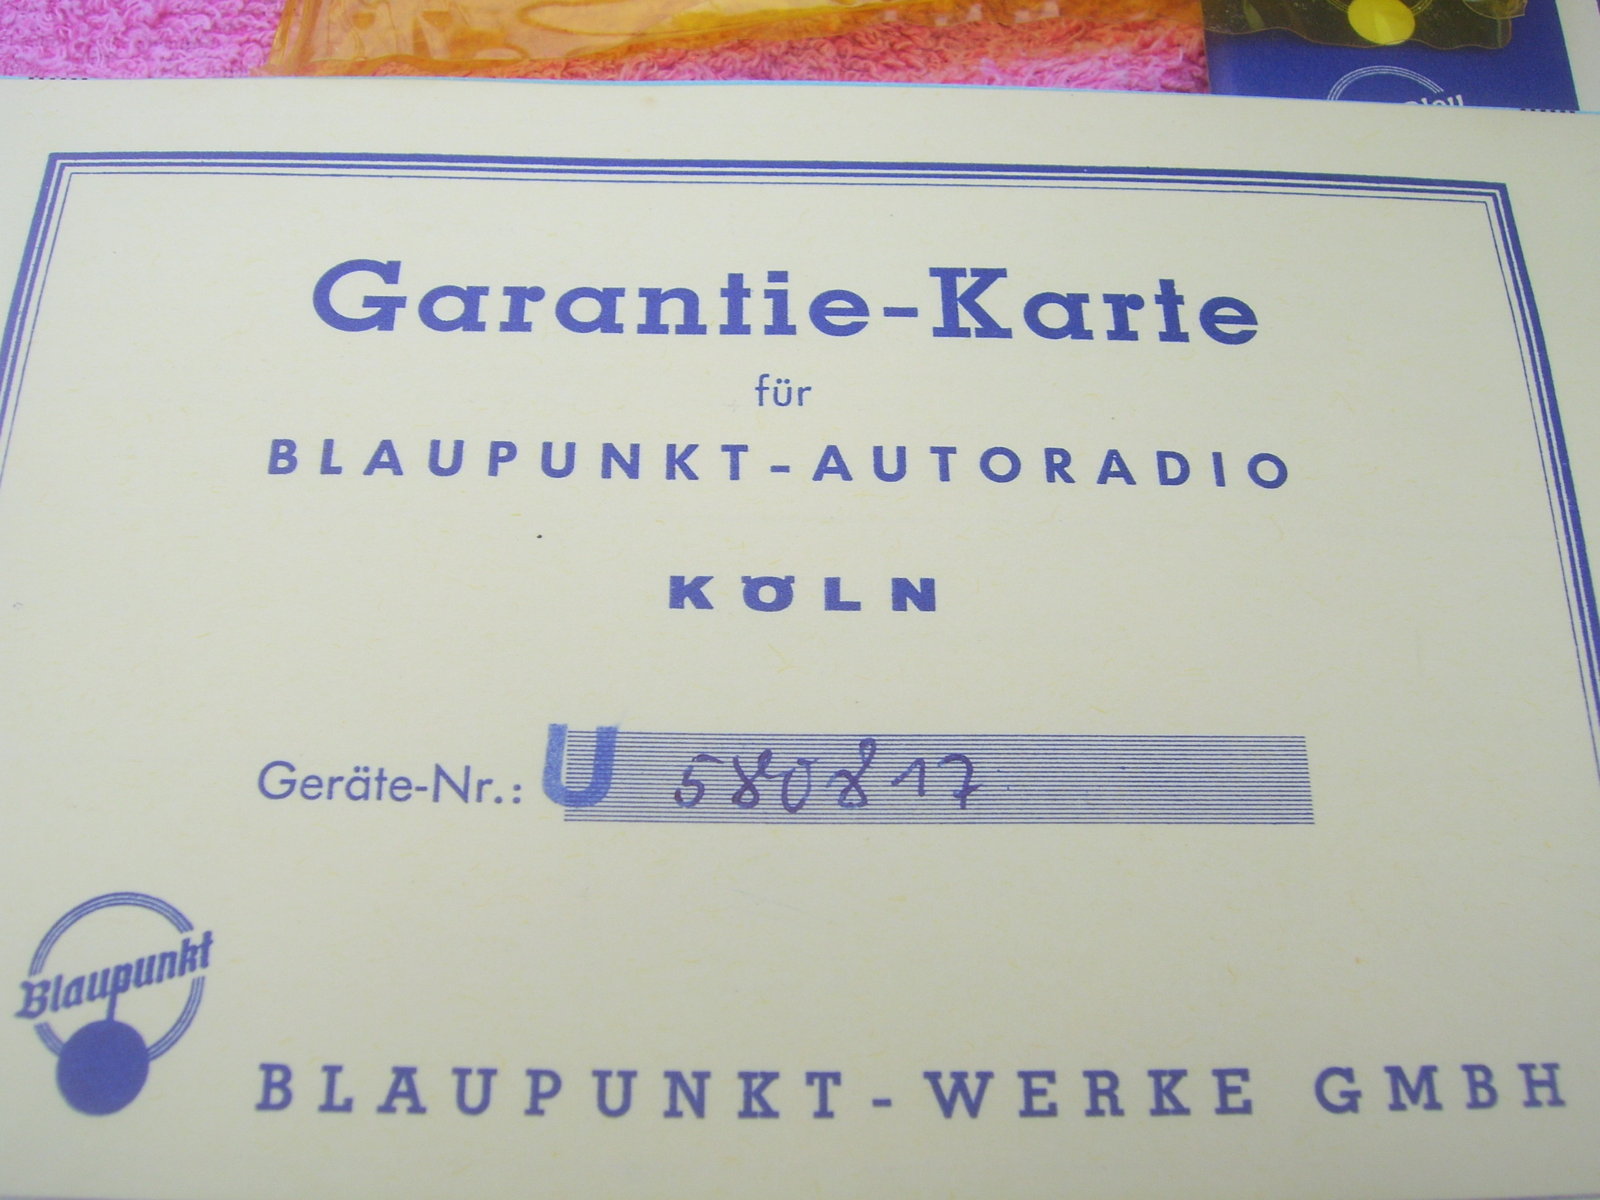 Garantie-Karte
für
BLAUPUNKT-AUTORADIO
KÖLN
Geräte-Nr.: U 580817
Blaupunkt
BLAUPUNKT-WERKE GMBH